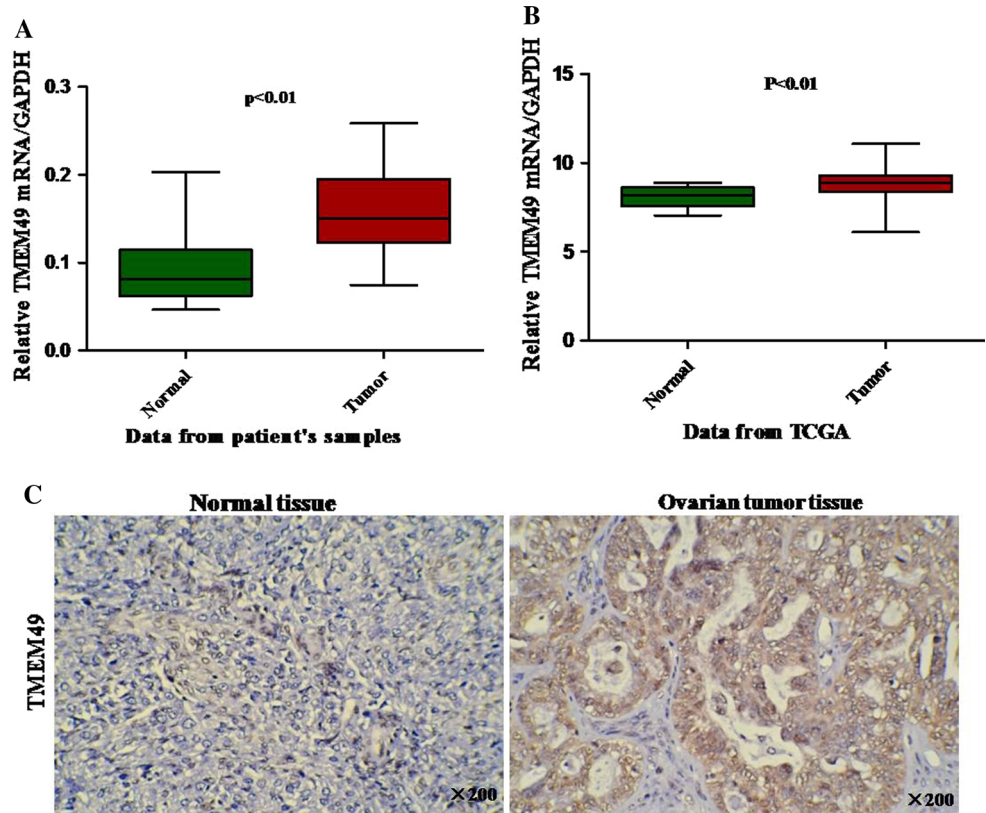 A
Relative TMEM49 mRNA/GAPDH
0.3
0.2
0.1
0.0
p<0.01
Normal
Tumor
Data from patient's samples
B
Relative TMEM49 mRNA/GAPDH
15
10
5
0
P<0.01
Normal
Tumor
Data from TCGA
C
Normal tissue
Ovarian tumor tissue
TMEM49
×200
×200